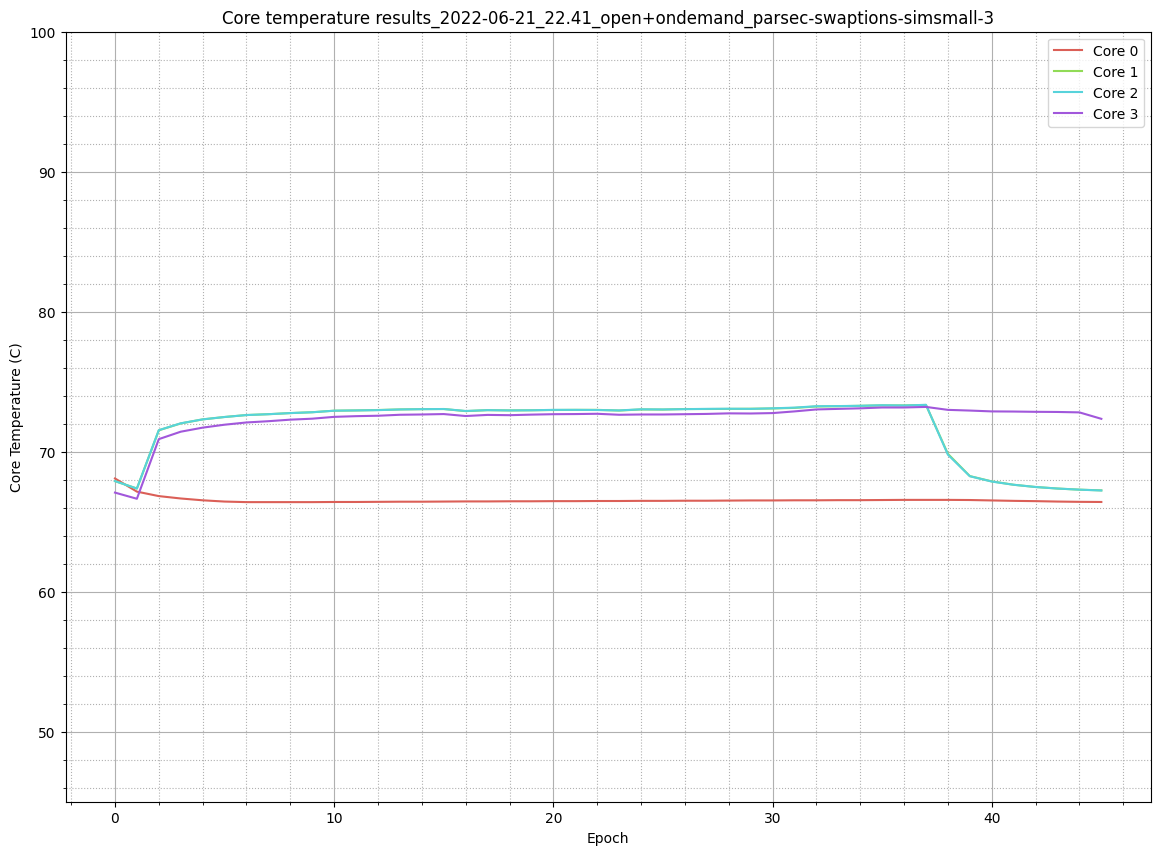 Core temperature results_2022-06-21_22.41_open+ondemand_parsec-swaptions-simsmall-3
Core 0
Core 1
Core 2
Core 3
100
90
80
70
60
50
Core Temperature (C)
0 10 20 30 40
Epoch